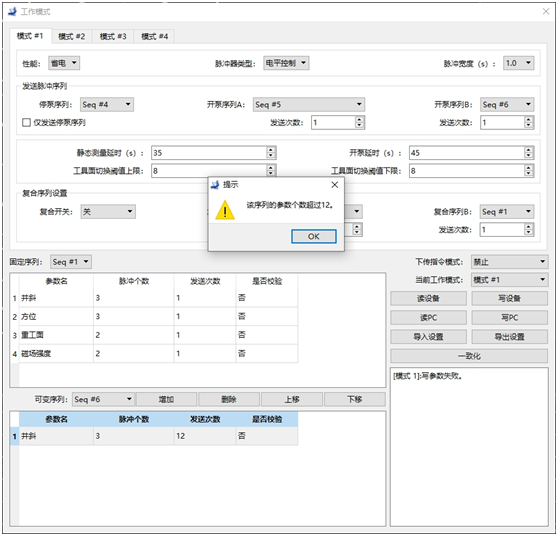 工作模式
模式 #1 模式 #2 模式 #3 模式 #4
性能： 省电 脉冲器类型： 电平控制 脉冲宽度（s）： 1.0
发送脉冲序列
停泵序列： Seq #4 开泵序列A： Seq #5 开泵序列B： Seq #6
仅发送停泵序列 发送次数： 1 发送次数： 1
静态测量延时（s）： 35 开泵延时（s）： 45
工具面切换阈值上限： 8 工具面切换阈值下限： 8
复合序列设置
复合开关： 关 复合序列B： Seq #1
发送次数： 1
提示
该序列的参数个数超过12。
OK
固定序列： Seq #1
参数名 脉冲个数 发送次数 是否校验
1 井斜 3 1 否
2 方位 3 1 否
3 重工面 2 1 否
4 磁场强度 2 1 否
可变序列： Seq #6 增加 删除 上移 下移
参数名 脉冲个数 发送次数 是否校验
1 井斜 3 12 否
下传指令模式： 禁止
当前工作模式： 模式 #1
读设备 写设备
读PC 写PC
导入设置 导出设置
一致化
[模式 1]:写参数失败。